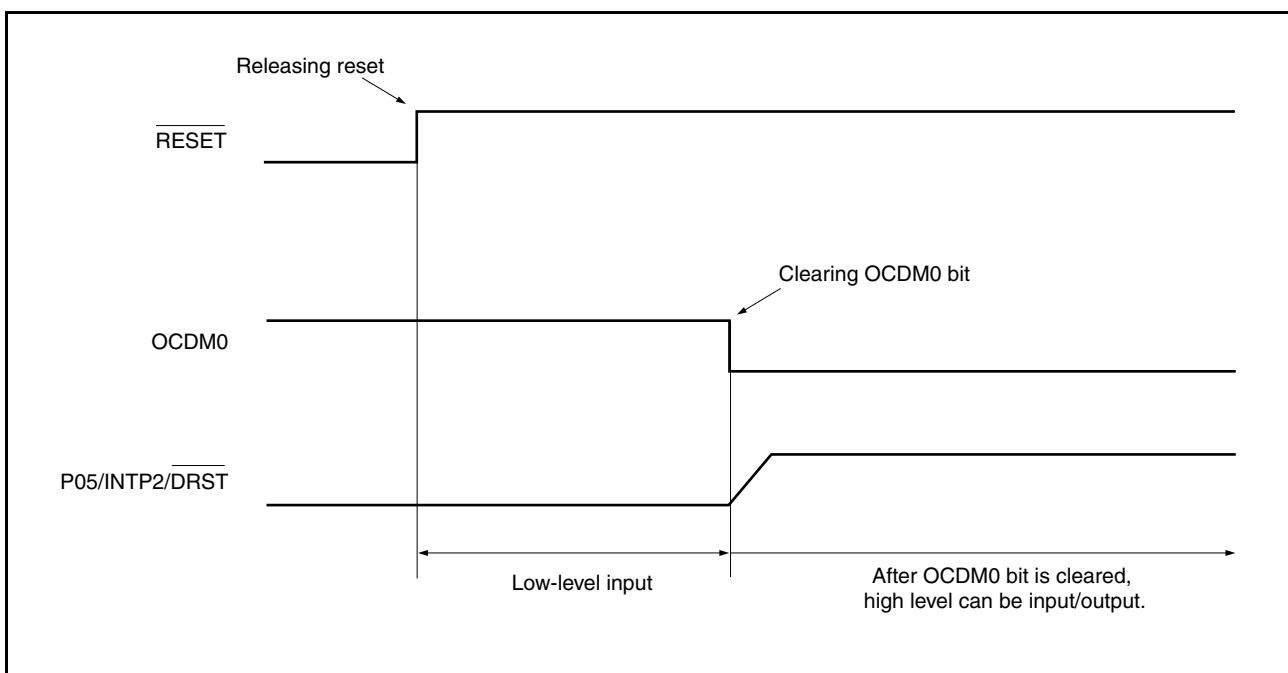 Releasing reset
RESET
Clearing OCDM0 bit
OCDM0
P05/INTP2/DRST
Low-level input
After OCDM0 bit is cleared,
high level can be input/output.